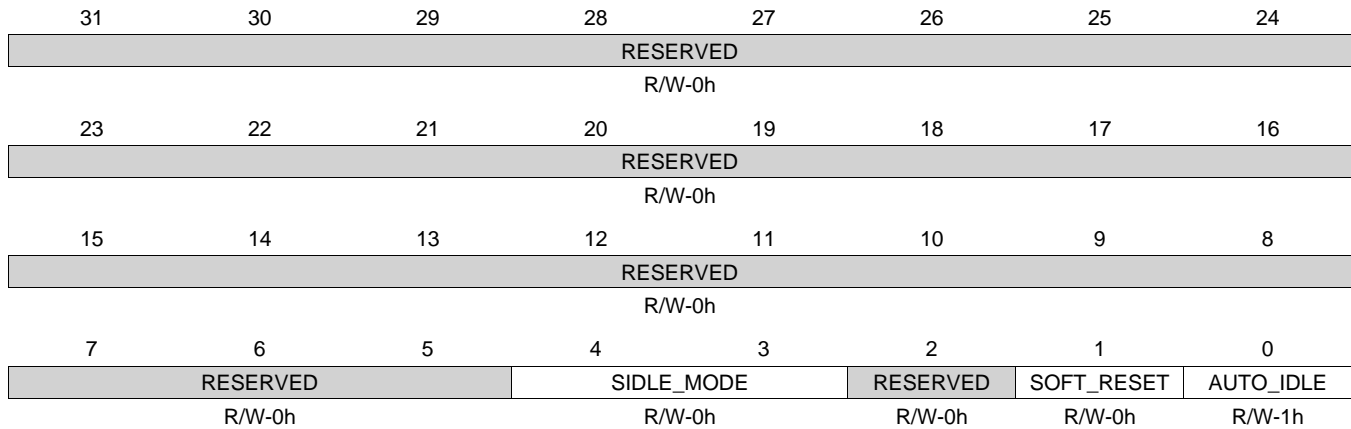 31 30 29 28 27 26 25 24
RESERVED
R/W-0h
23 22 21 20 19 18 17 16
RESERVED
R/W-0h
15 14 13 12 11 10 9 8
RESERVED
R/W-0h
7 6 5 4 3 2 1 0
RESERVED SIDLE_MODE RESERVED SOFT_RESET AUTO_IDLE
R/W-0h R/W-0h R/W-0h R/W-0h R/W-1h